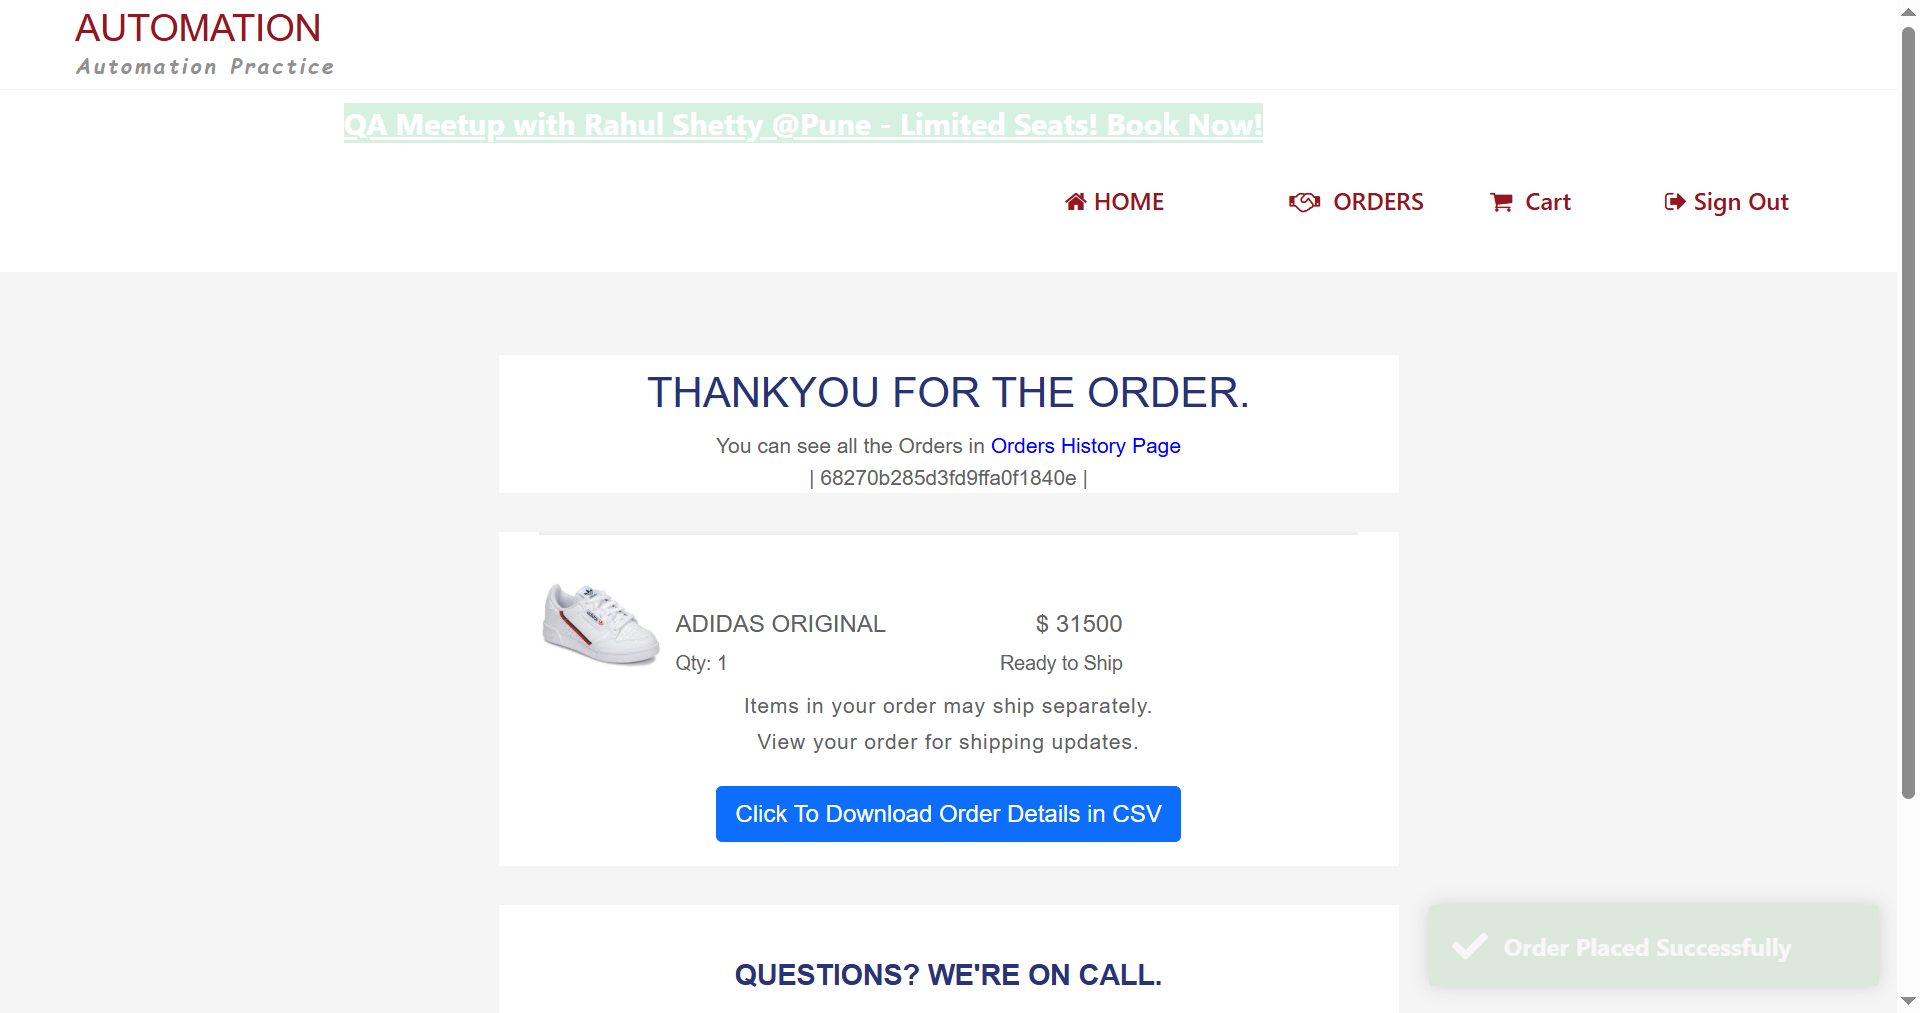 AUTOMATION
Automation Practice
QA Meetup with Rahul Shetty @Pune - Limited Seats! Book Now!
HOME ORDERS Cart Sign Out
THANKYOU FOR THE ORDER.
You can see all the Orders in Orders History Page
| 68270b285d3fd9ffa0f1840e |
ADIDAS ORIGINAL $ 31500
Qty: 1 Ready to Ship
Items in your order may ship separately.
View your order for shipping updates.
Click To Download Order Details in CSV
QUESTIONS? WE'RE ON CALL.
Order Placed Successfully